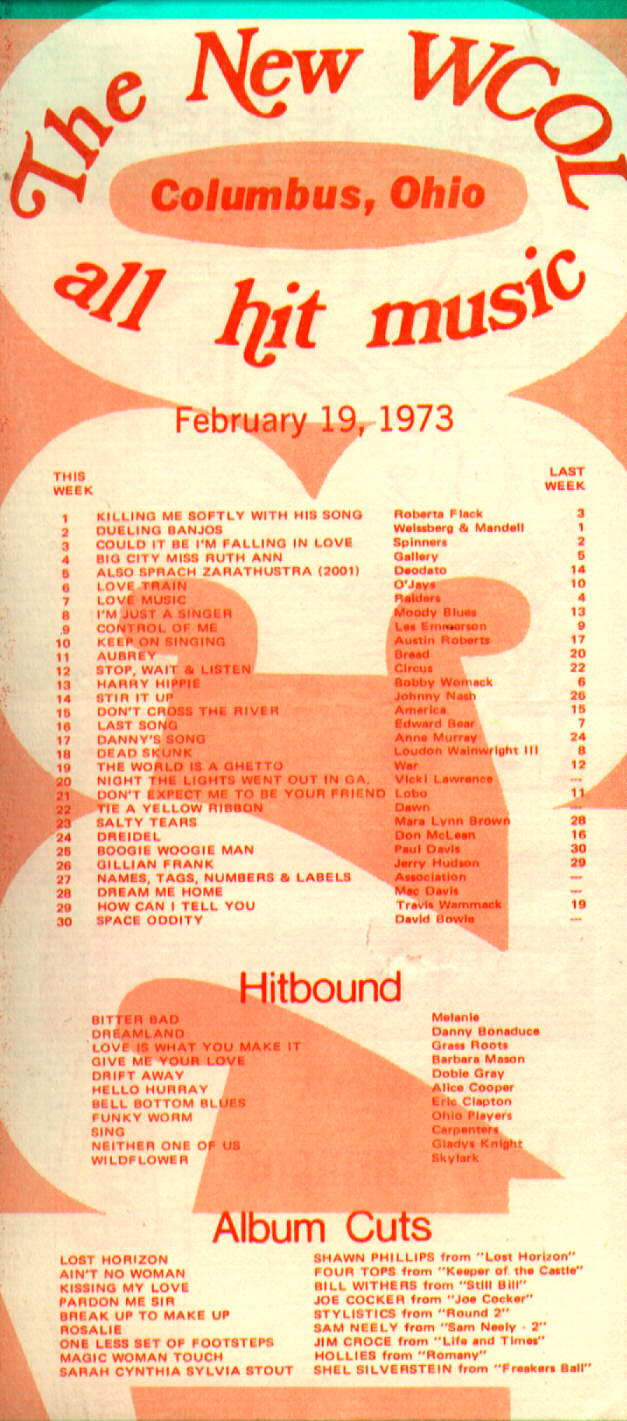 The New WCOL
Columbus, Ohio
all hit music
February 19, 1973
THIS WEEK LAST WEEK
1 KILLING ME SOFTLY WITH HIS SONG Roberta Flack 3
2 DUELING BANJOS Weissberg & Mandell 1
3 COULD IT BE I'M FALLING IN LOVE Spinners 2
4 BIG CITY MISS RUTH ANN Gallery 5
5 ALSO SPRACH ZARATHUSTRA (2001) Deodato 14
6 LOVE TRAIN O'Jays 10
7 LOVE MUSIC Raiders 4
8 I'M JUST A SINGER Moody Blues 13
9 CONTROL OF ME Les Emmerson 9
10 KEEP ON SINGING Austin Roberts 17
11 AUBREY Bread 20
12 STOP, WAIT & LISTEN Circus 22
13 HARRY HIPPIE Bobby Womack 6
14 STIR IT UP Johnny Nash 26
15 DON'T CROSS THE RIVER America 15
16 LAST SONG Edward Bear 7
17 DANNY'S SONG Anne Murray 24
18 DEAD SKUNK Loudon Wainwright III 8
19 THE WORLD IS A GHETTO War 12
20 NIGHT THE LIGHTS WENT OUT IN GA. Vicki Lawrence —
21 DON'T EXPECT ME TO BE YOUR FRIEND Lobo 11
22 TIE A YELLOW RIBBON Dawn —
23 SALTY TEARS Mara Lynn Brown 28
24 DREIDEL Don McLean 16
25 BOOGIE WOOGIE MAN Paul Davis 30
26 GILLIAN FRANK Jerry Hudson 29
27 NAMES, TAGS, NUMBERS & LABELS Association —
28 DREAM ME HOME Mac Davis —
29 HOW CAN I TELL YOU Travis Wammack 19
30 SPACE ODDITY David Bowie —
Hitbound
BITTER BAD Melanie
DREAMLAND Danny Bonaduce
LOVE IS WHAT YOU MAKE IT Grass Roots
GIVE ME YOUR LOVE Barbara Mason
DRIFT AWAY Dobie Gray
HELLO HURRAY Alice Cooper
BELL BOTTOM BLUES Eric Clapton
FUNKY WORM Ohio Players
SING Carpenters
NEITHER ONE OF US Gladys Knight
WILDFLOWER Skylark
Album Cuts
LOST HORIZON SHAWN PHILLIPS from "Lost Horizon"
AIN'T NO WOMAN FOUR TOPS from "Keeper of the Castle"
KISSING MY LOVE BILL WITHERS from "Still Bill"
PARDON ME SIR JOE COCKER from "Joe Cocker"
BREAK UP TO MAKE UP STYLISTICS from "Round 2"
ROSALIE SAM NEELY from "Sam Neely - 2"
ONE LESS SET OF FOOTSTEPS JIM CROCE from "Life and Times"
MAGIC WOMAN TOUCH HOLLIES from "Romany"
SARAH CYNTHIA SYLVIA STOUT SHEL SILVERSTEIN from "Freakers Ball"